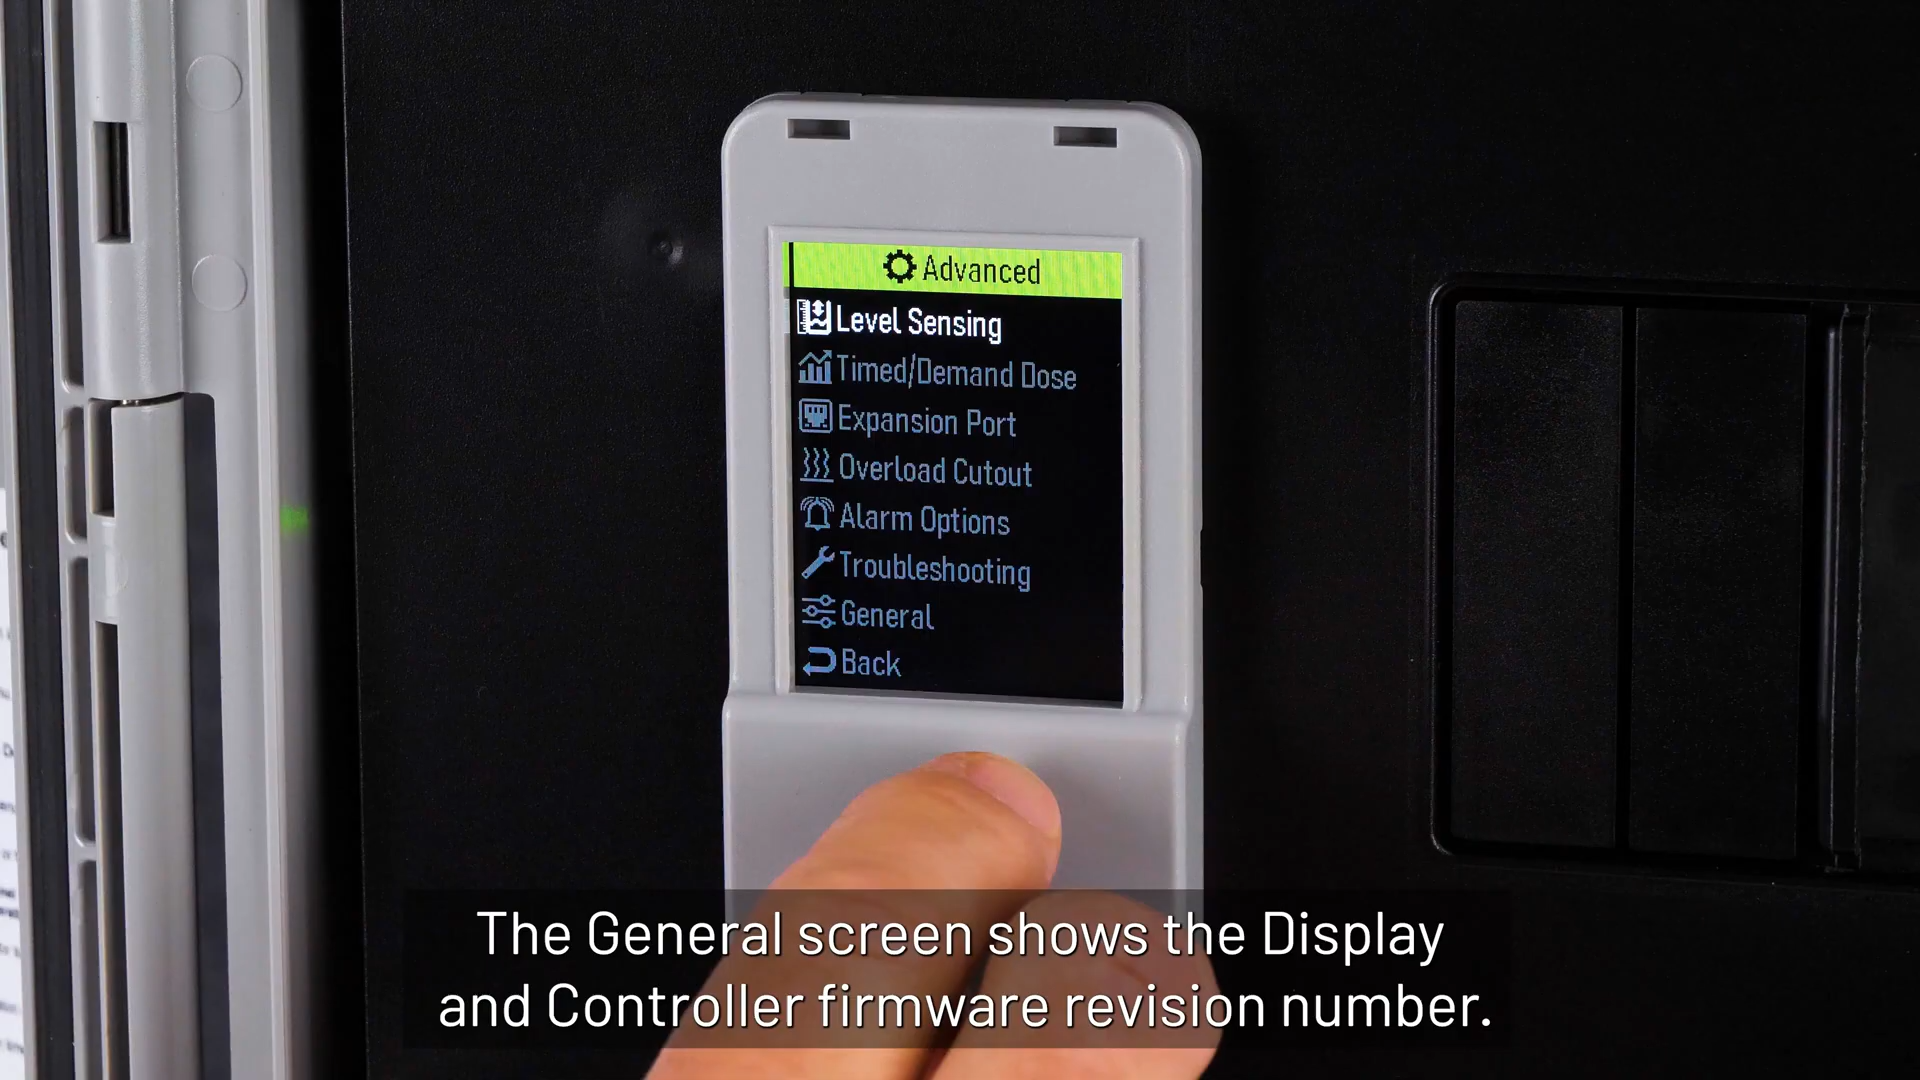 Advanced
Level Sensing
Timed/Demand Dose
Expansion Port
Overload Cutout
Alarm Options
Troubleshooting
General
Back
The General screen shows the Display
and Controller firmware revision number.